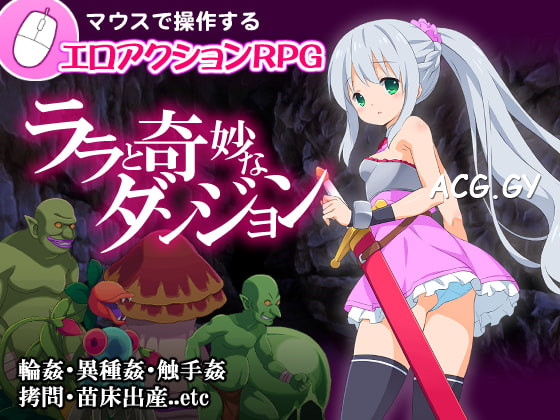 マウスで操作する
エロアクションRPG
ララと奇妙な
ダンジョン
ACG.GY
輪姦・異種姦・触手姦
拷問・苗床出産..etc